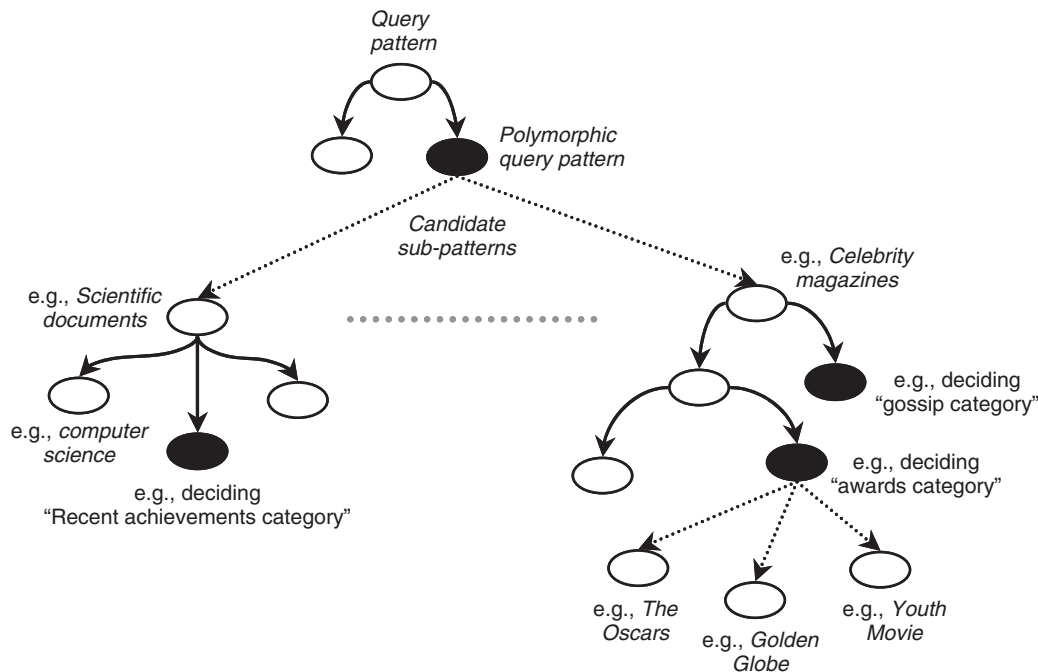 Query
pattern
Polymorphic
query pattern
Candidate
sub-patterns
e.g., Scientific
documents
e.g., Celebrity
magazines
e.g., computer
science
e.g., deciding
"Recent achievements category"
e.g., deciding
"gossip category"
e.g., deciding
"awards category"
e.g., The
Oscars
e.g., Golden
Globe
e.g., Youth
Movie